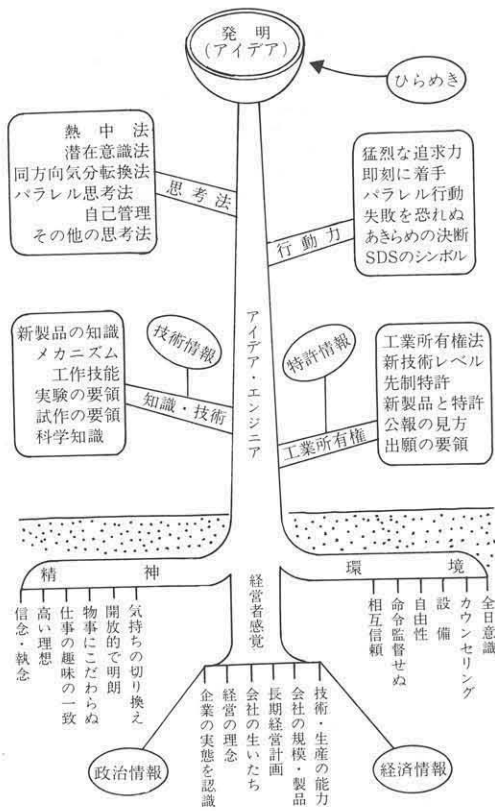 発明
(アイデア)
ひらめき
熱中法
潜在意識法
同方向気分転換法
パラレル思考法
自己管理
その他の思考法
思考法
猛烈な追求力
即刻に着手
パラレル行動
失敗を恐れぬ
あきらめの決断
SDSのシンボル
行動力
アイデア・エンジニア
技術情報
新製品の知識
メカニズム
工作技能
実験の要領
試作の要領
科学知識
知識・技術
特許情報
工業所有権法
新技術レベル
先制特許
新製品と特許
公報の見方
出願の要領
工業所有権
精神
気持ちの切り換え
開放的で明朗
物事にこだわらぬ
仕事の趣味の一致
高い理想
信念・執念
環境
全日意識
カウンセリング
設備
自由性
命令監督せぬ
相互信頼
経営者感覚
技術・生産の能力
会社の規模・製品
長期経営計画
会社の生いたち
経営の理念
企業の実態を認識
政治情報
経済情報